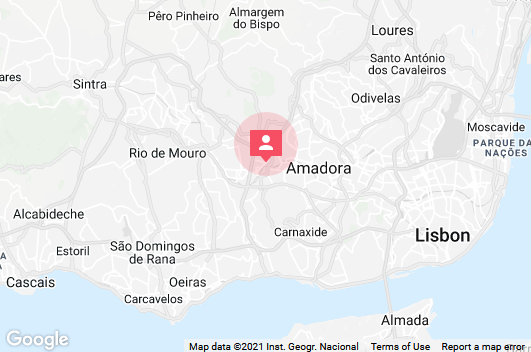 Pêro Pinheiro
Almargem
do Bispo
Loures
Santo António
dos Cavaleiros
Sintra
Odivelas
Moscavide
PARQUE DA
NAÇÕES
Rio de Mouro
Amadora
Alcabideche
Carnaxide
Lisbon
Estoril
São Domingos
de Rana
Cascais
Oeiras
Carcavelos
Almada
Google
Map data ©2021 Inst. Geogr. Nacional
Terms of Use
Report a map error